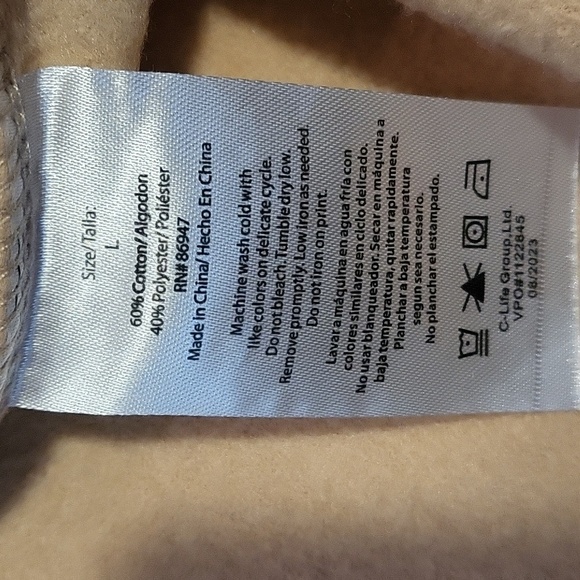 Size/Talla:
L
60% Cotton/Algodon
40% Polyester/Poliéster
RN# 86947
Made in China/ Hecho En China
Machine wash cold with
like colors on delicate cycle.
Do not bleach. Tumble dry low.
Remove promptly. Low iron as needed.
Do not iron on print.
Lavar a máquina en agua fría con
colores similares en ciclo delicado.
No usar blanqueador. Secar en máquina a
baja temperatura, quitar rapidamente.
Planchar a baja temperatura
segun sea necesario.
No planchar el estampado.
C-Life Group,Ltd.
VPO#1122845
08/2023